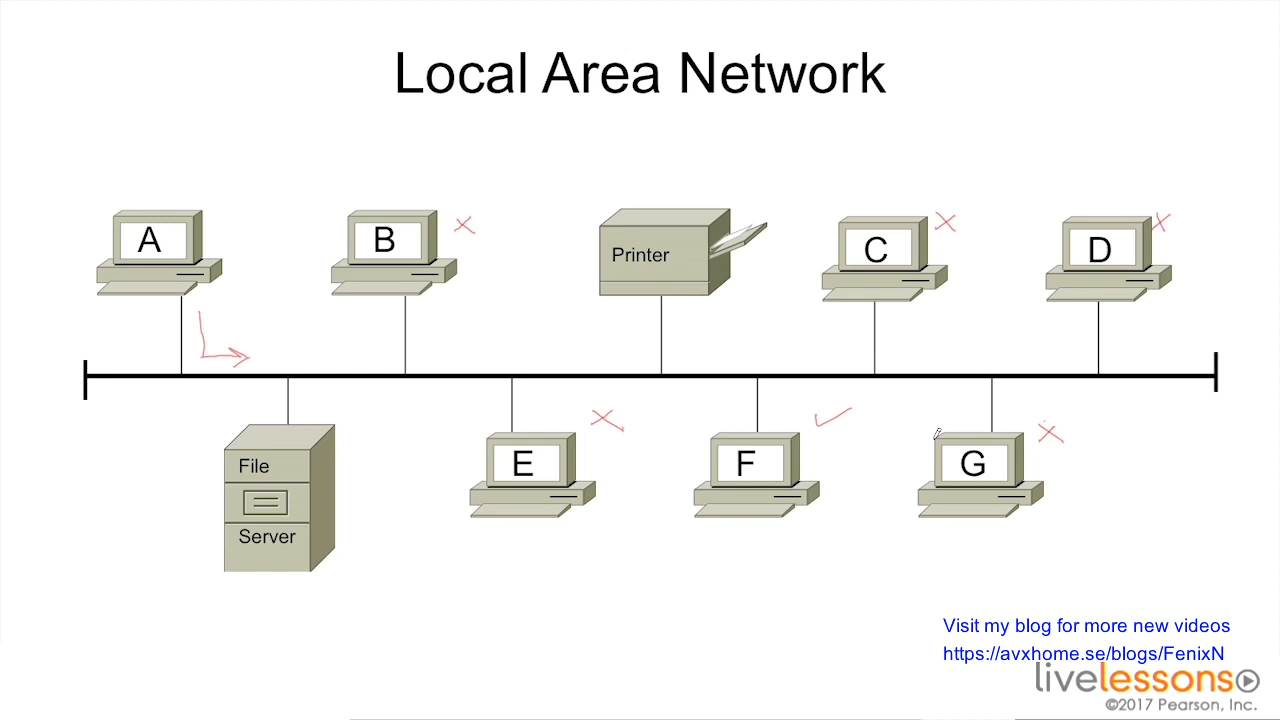 Local Area Network
A
B
Printer
C
D
File
Server
E
F
G
Visit my blog for more new videos
https://avxhome.se/blogs/FenixN
livelessons
©2017 Pearson, Inc.